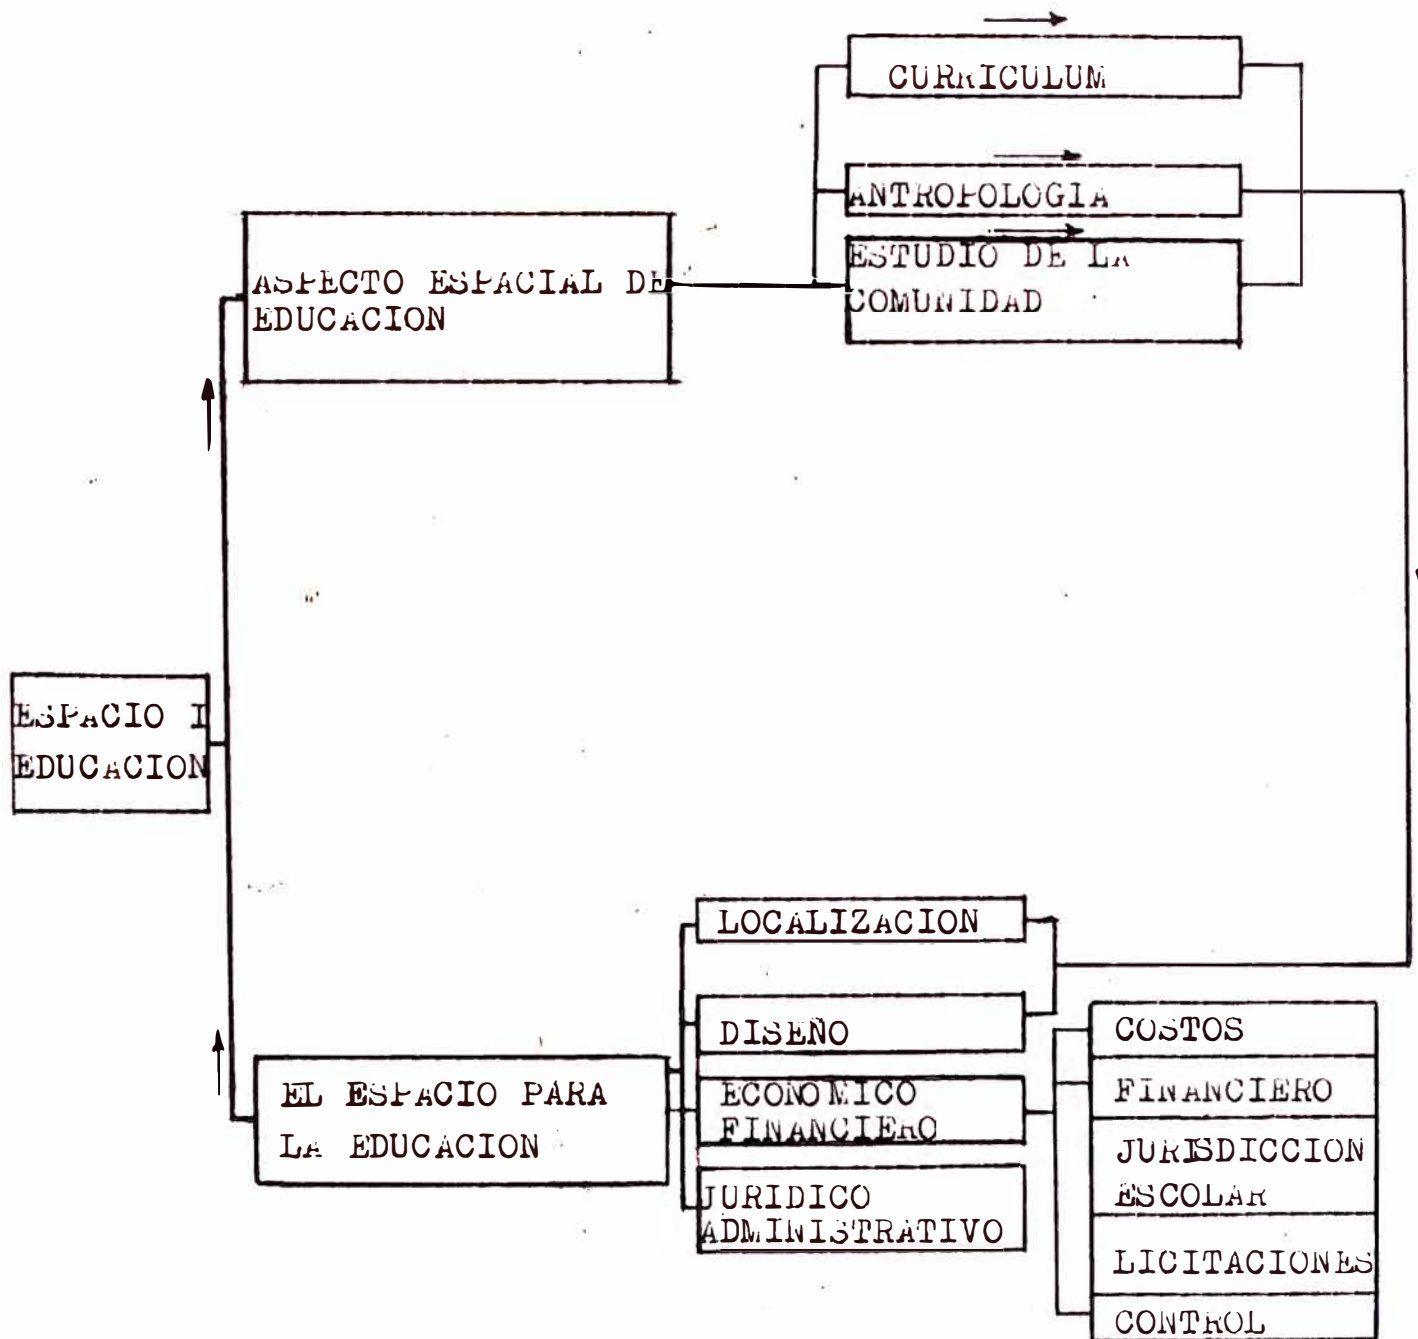 CURRICULUM
ANTROPOLOGIA
ESTUDIO DE LA
COMUNIDAD
ASPECTO ESPACIAL DE
EDUCACION
ESPACIO I
EDUCACION
EL ESPACIO PARA
LA EDUCACION
LOCALIZACION
DISEÑO
ECONOMICO
FINANCIERO
JURIDICO
ADMINISTRATIVO
COSTOS
FINANCIERO
JURISDICCION
ESCOLAR
LICITACIONES
CONTROL